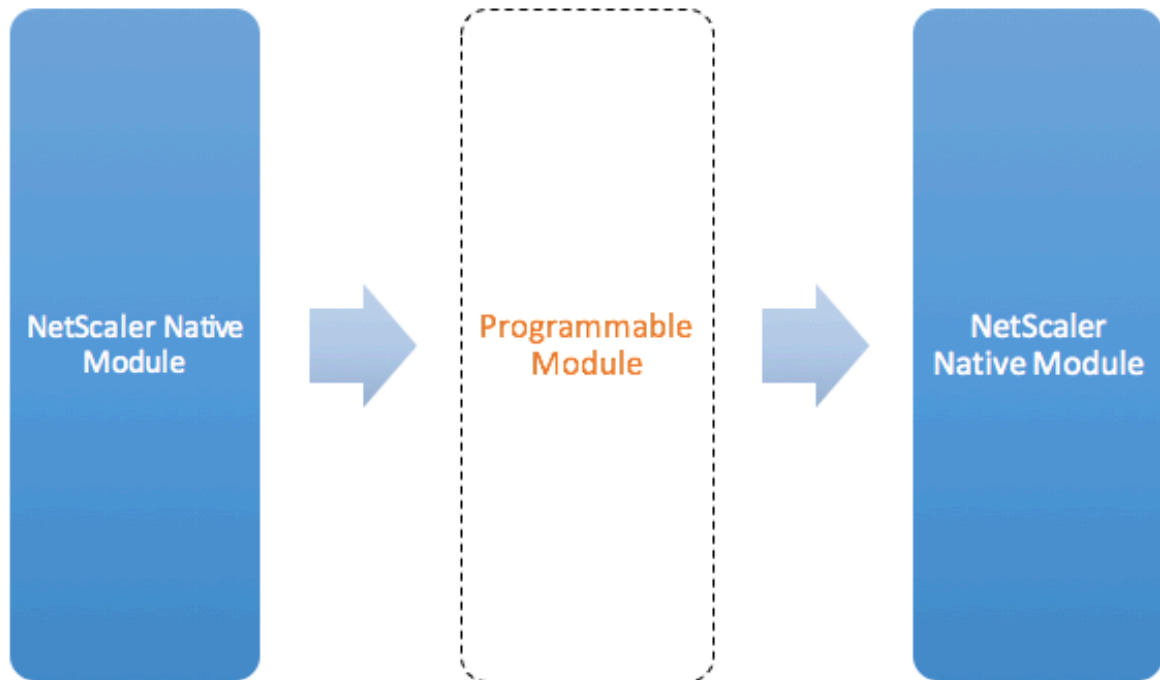 NetScaler Native
Module
Programmable
Module
NetScaler
Native Module